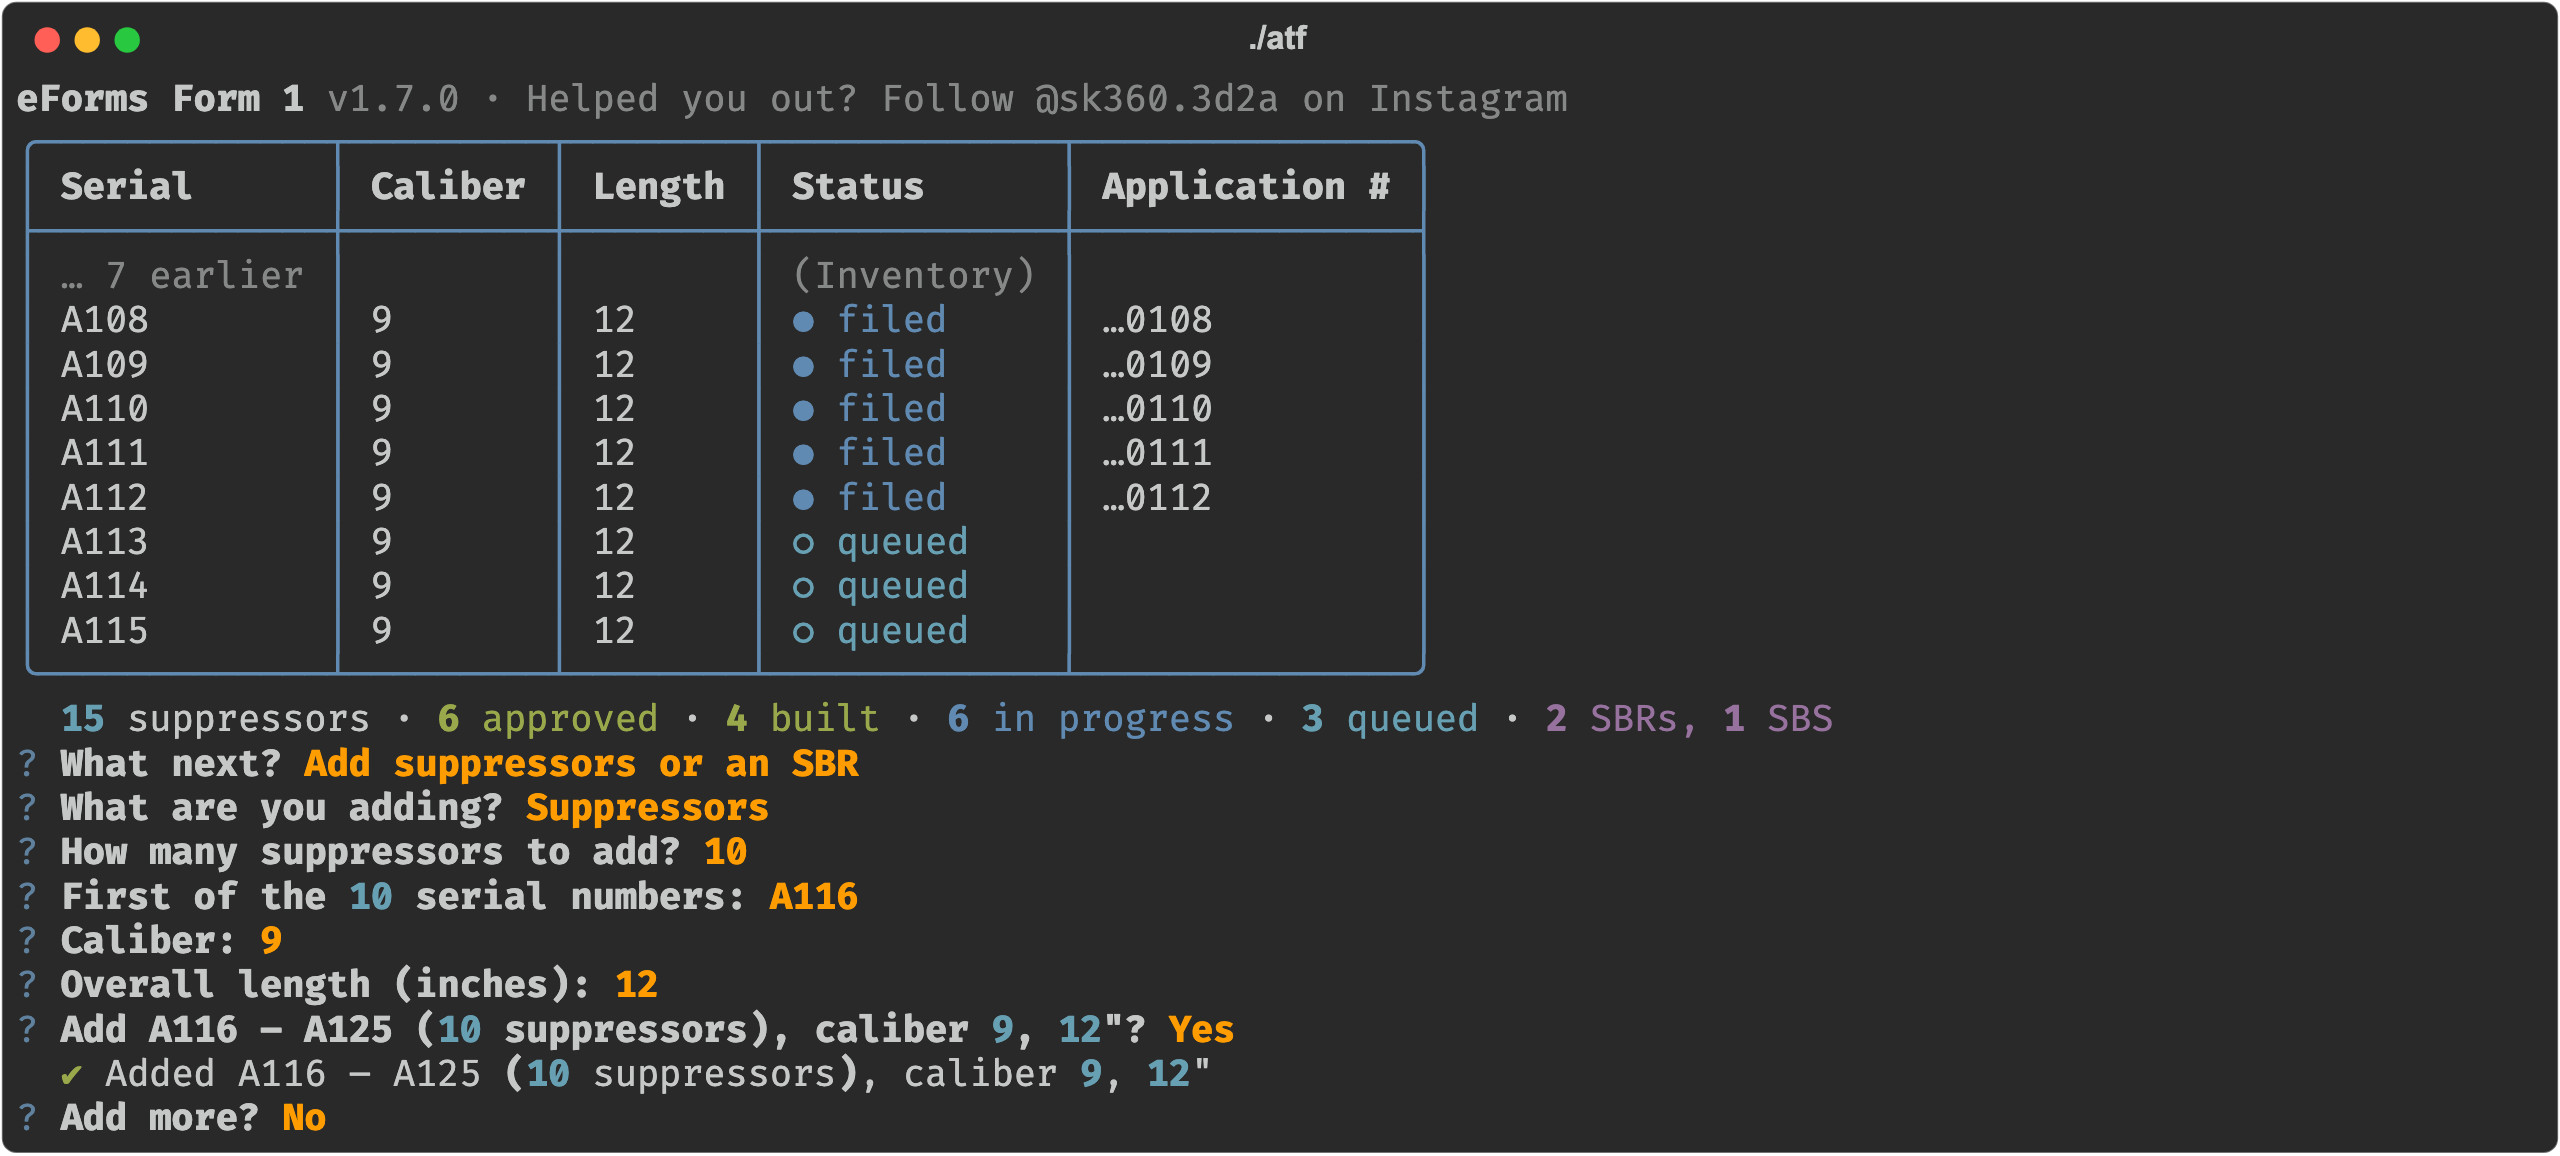 ./atf
eForms Form 1 v1.7.0 · Helped you out? Follow @sk360.3d2a on Instagram
Serial Caliber Length Status Application #
… 7 earlier (Inventory)
A108 9 12 ● filed …0108
A109 9 12 ● filed …0109
A110 9 12 ● filed …0110
A111 9 12 ● filed …0111
A112 9 12 ● filed …0112
A113 9 12 ○ queued
A114 9 12 ○ queued
A115 9 12 ○ queued
15 suppressors · 6 approved · 4 built · 6 in progress · 3 queued · 2 SBRs, 1 SBS
? What next? Add suppressors or an SBR
? What are you adding? Suppressors
? How many suppressors to add? 10
? First of the 10 serial numbers: A116
? Caliber: 9
? Overall length (inches): 12
? Add A116 – A125 (10 suppressors), caliber 9, 12"? Yes
✔ Added A116 – A125 (10 suppressors), caliber 9, 12"
? Add more? No